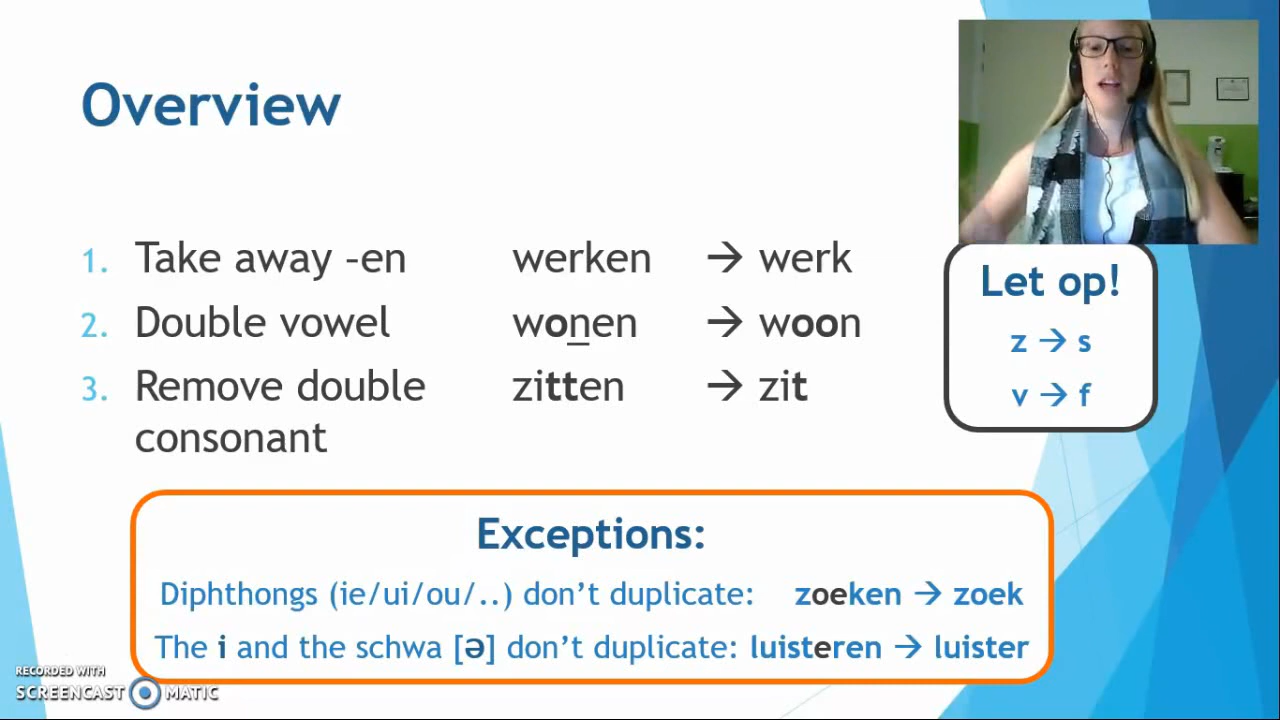 Overview
1. Take away –en werken → werk
2. Double vowel wonen → woon
3. Remove double zitten → zit
consonant
Let op!
z → s
v → f
Exceptions:
Diphthongs (ie/ui/ou/..) don't duplicate: zoeken → zoek
The i and the schwa [ə] don't duplicate: luisteren → luister
RECORDED WITH
SCREENCAST MATIC